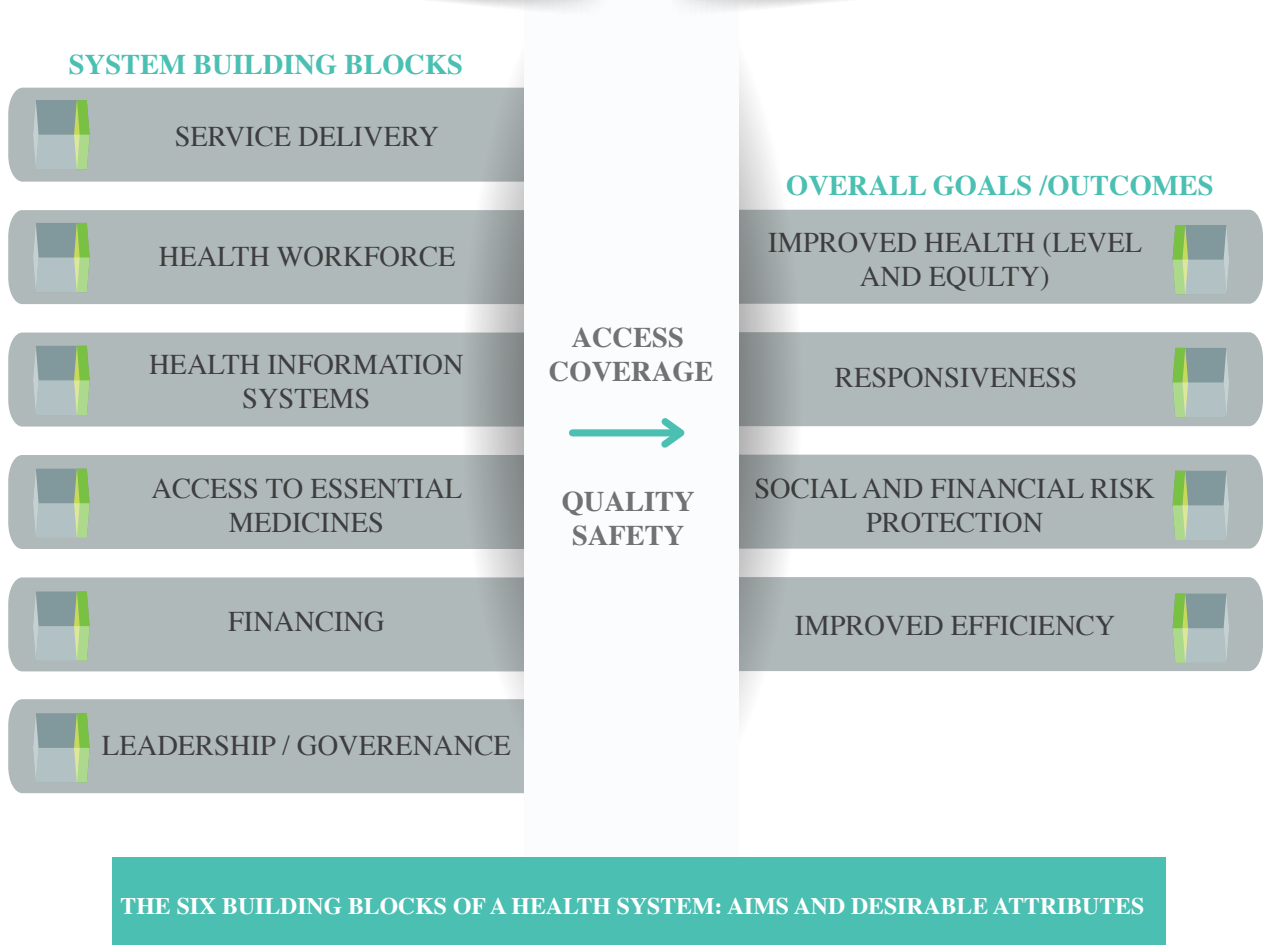 SYSTEM BUILDING BLOCKS
SERVICE DELIVERY
HEALTH WORKFORCE
HEALTH INFORMATION
SYSTEMS
ACCESS TO ESSENTIAL
MEDICINES
FINANCING
LEADERSHIP / GOVERENANCE
ACCESS
COVERAGE
QUALITY
SAFETY
OVERALL GOALS /OUTCOMES
IMPROVED HEALTH (LEVEL
AND EQULTY)
RESPONSIVENESS
SOCIAL AND FINANCIAL RISK
PROTECTION
IMPROVED EFFICIENCY
THE SIX BUILDING BLOCKS OF A HEALTH SYSTEM: AIMS AND DESIRABLE ATTRIBUTES